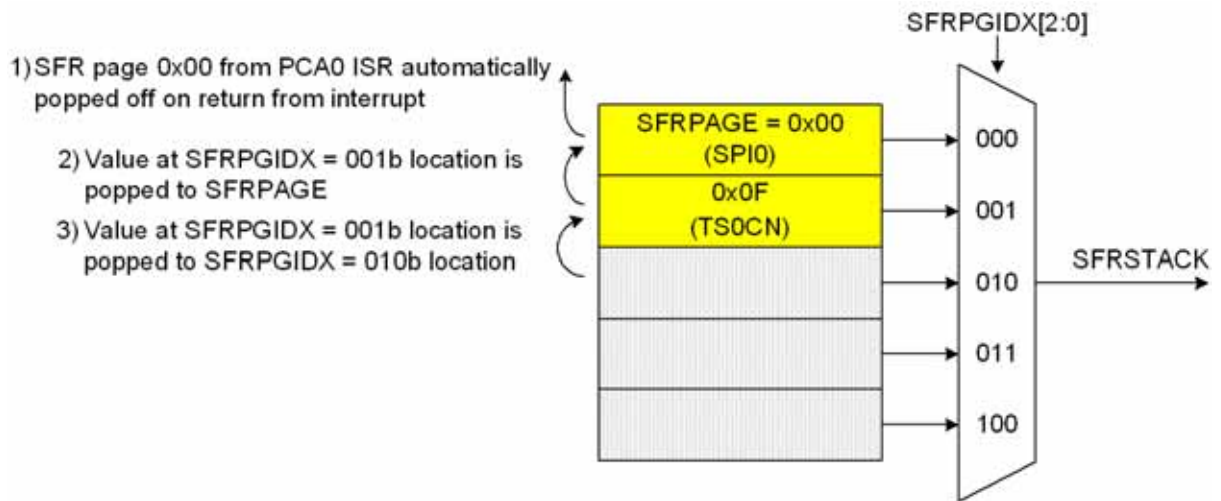 SFRPGIDX[2:0]
1) SFR page 0x00 from PCA0 ISR automatically
popped off on return from interrupt
2) Value at SFRPGIDX = 001b location is
popped to SFRPAGE
3) Value at SFRPGIDX = 001b location is
popped to SFRPGIDX = 010b location
SFRPAGE = 0x00
(SPI0)
0x0F
(TS0CN)
000
001
010
011
100
SFRSTACK